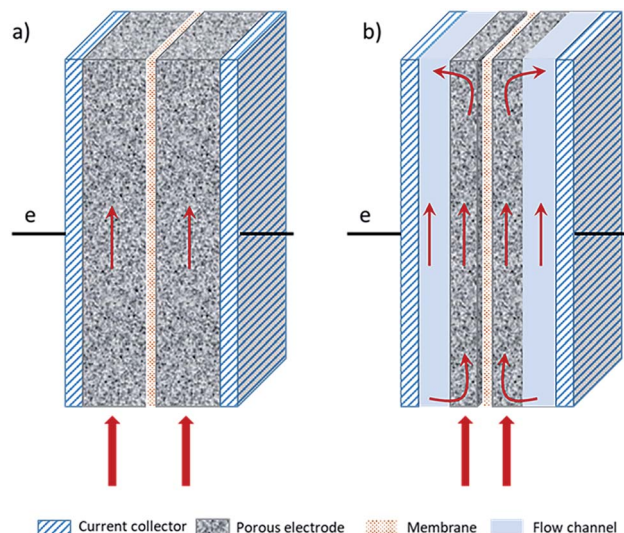 a)
b)
e
e
Current collector
Porous electrode
Membrane
Flow channel